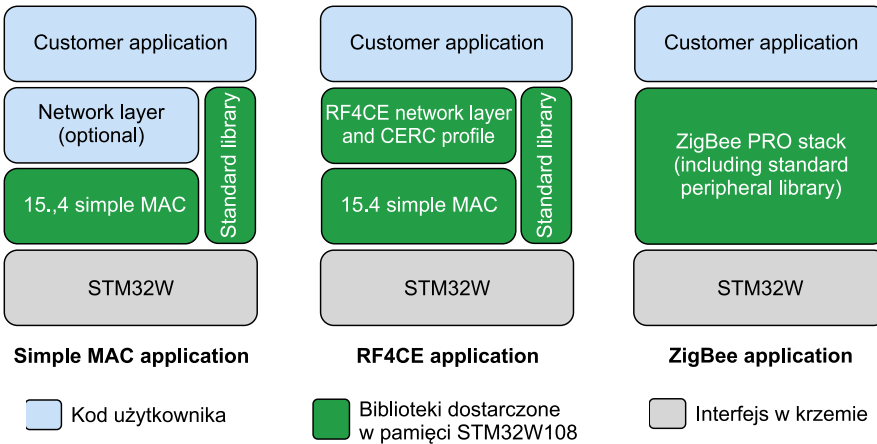 Customer application
Network layer
(optional)
Standard library
15.,4 simple MAC
STM32W
Simple MAC application
Customer application
RF4CE network layer
and CERC profile
Standard library
15.4 simple MAC
STM32W
RF4CE application
Customer application
ZigBee PRO stack
(including standard
peripheral library)
STM32W
ZigBee application
Kod użytkownika
Biblioteki dostarczone
w pamięci STM32W108
Interfejs w krzemie